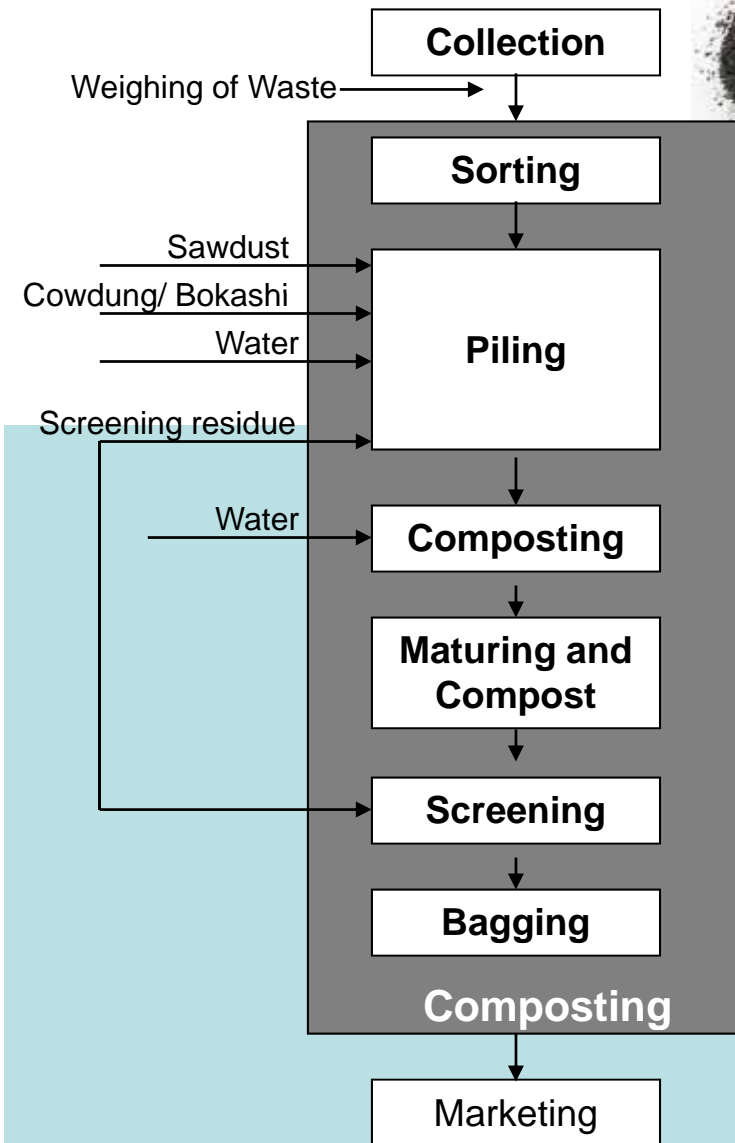 Collection
Weighing of Waste
Sorting
Sawdust
Cowdung/ Bokashi
Water
Piling
Screening residue
Water
Composting
Maturing and
Compost
Screening
Bagging
Composting
Marketing